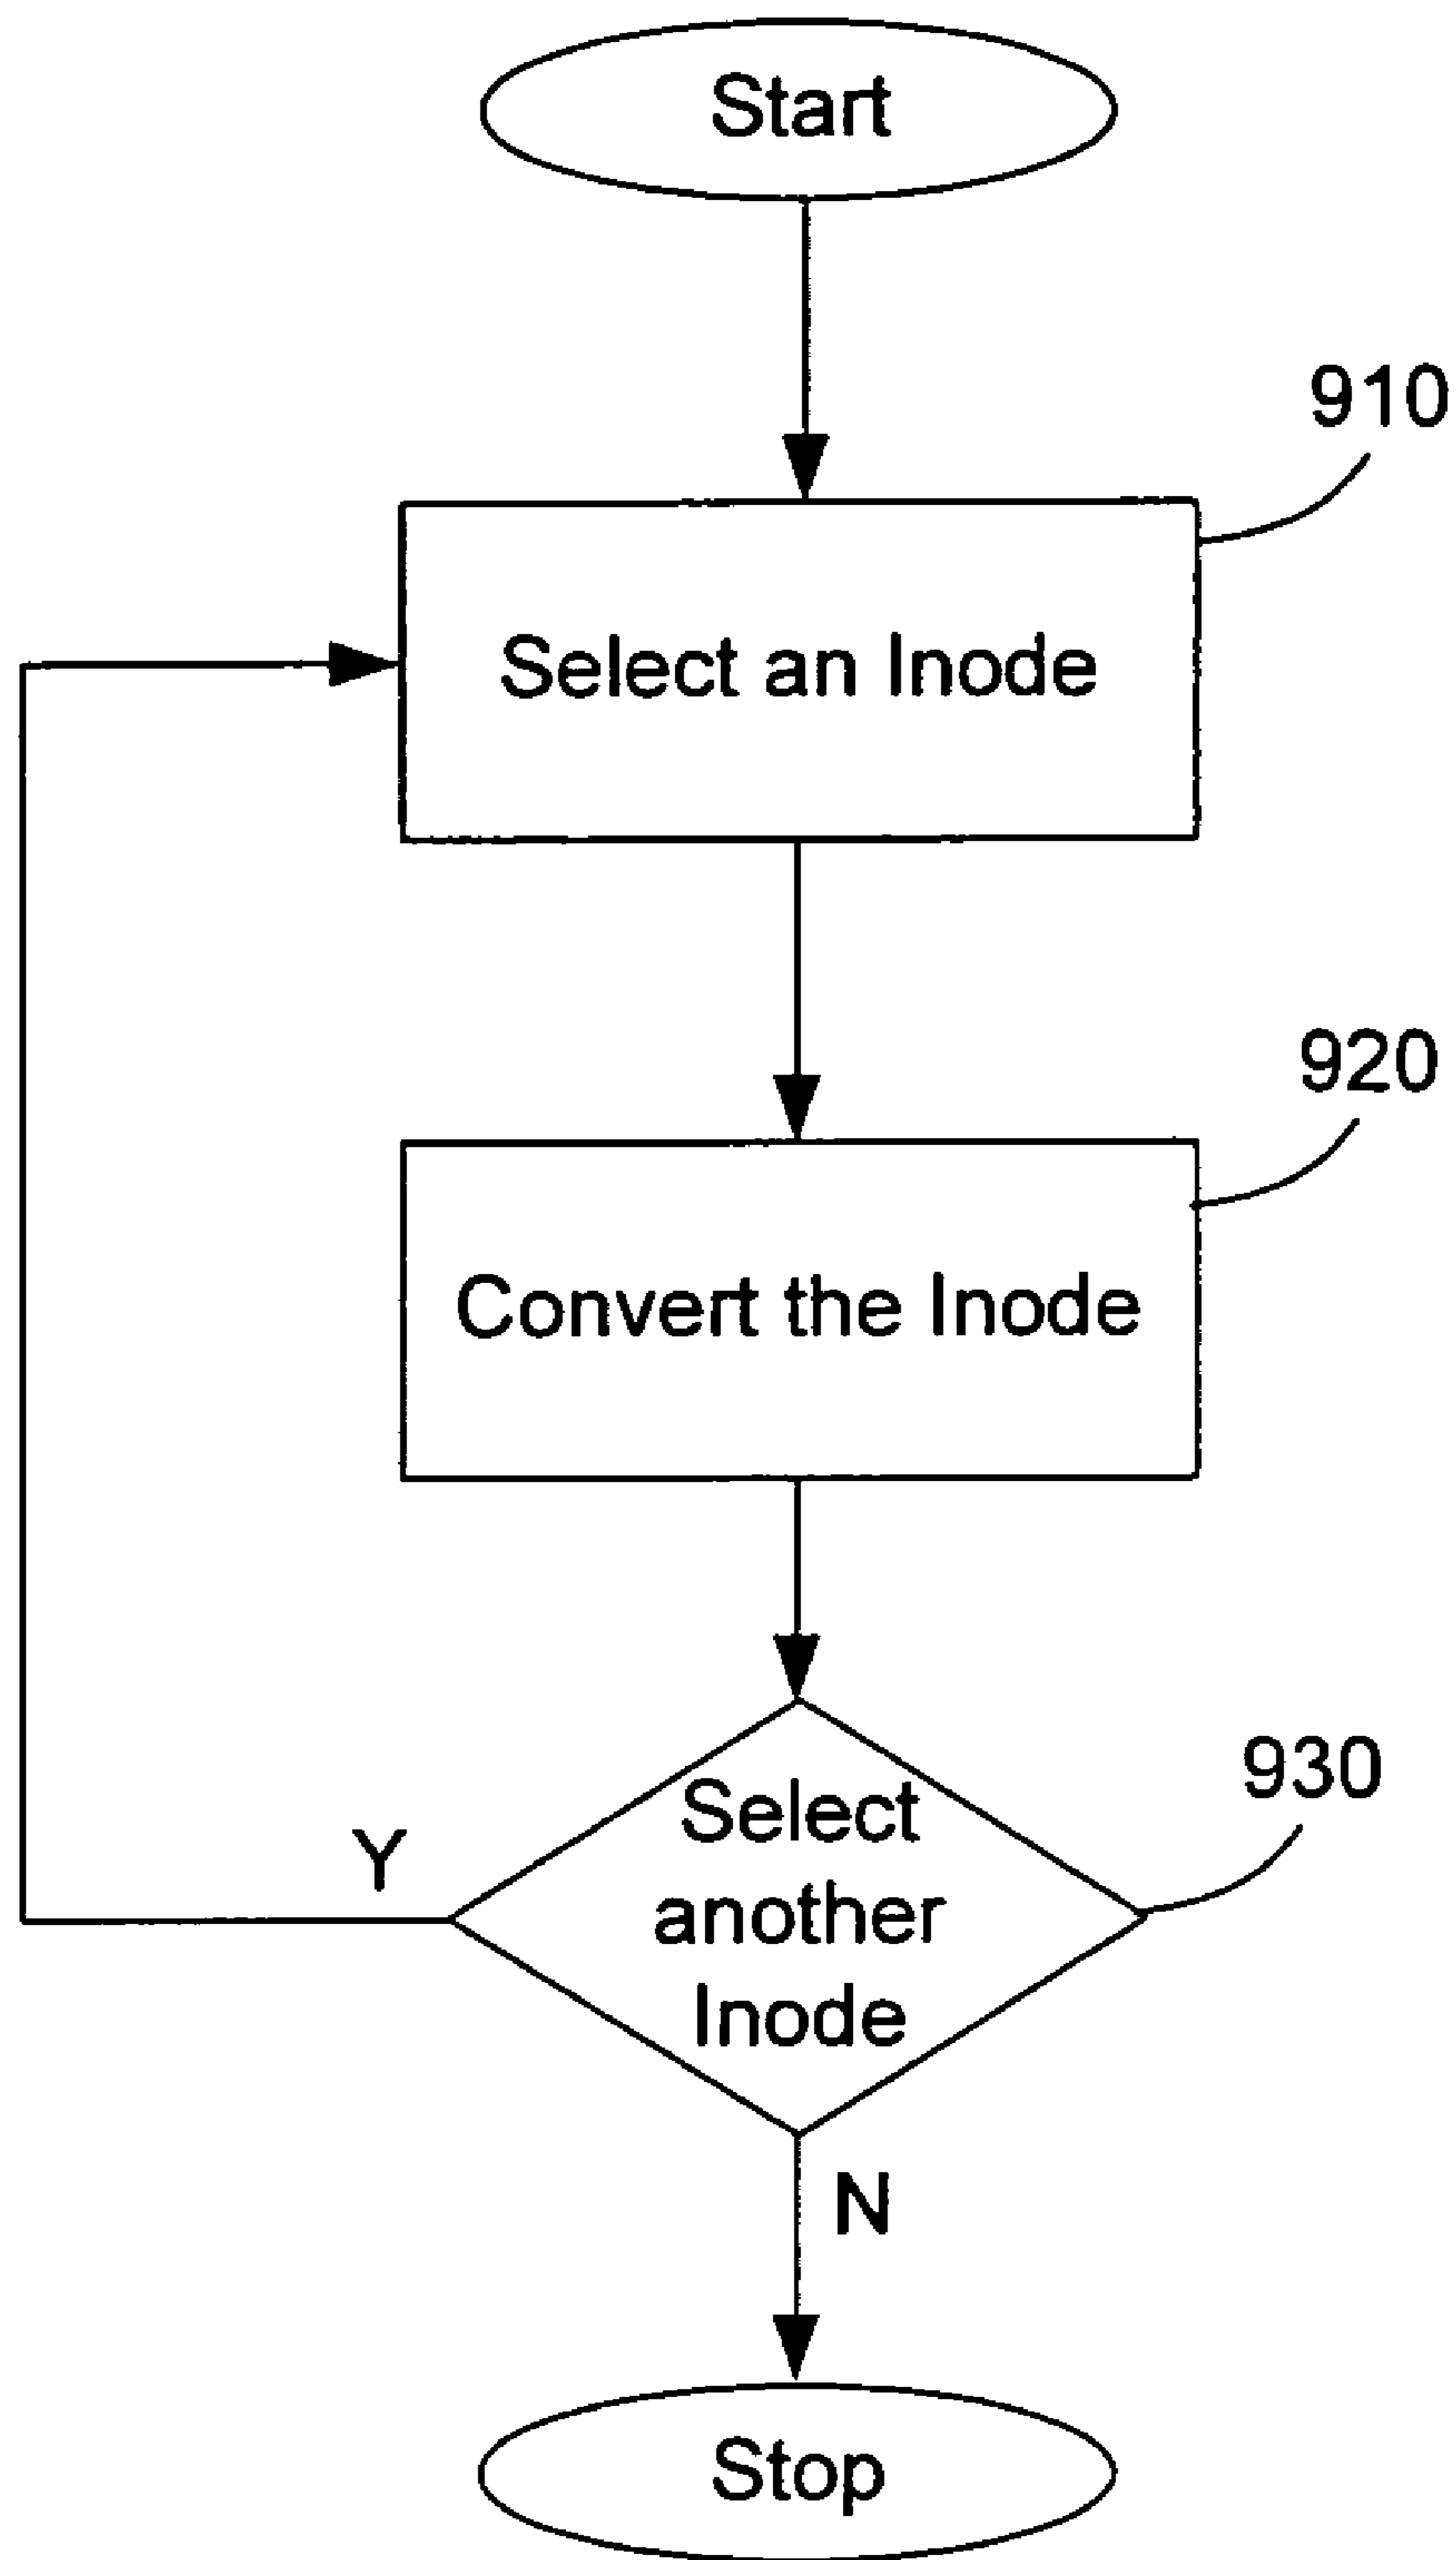 Start
910
Select an Inode
920
Convert the Inode
930
Select
another
Inode
Y
N
Stop